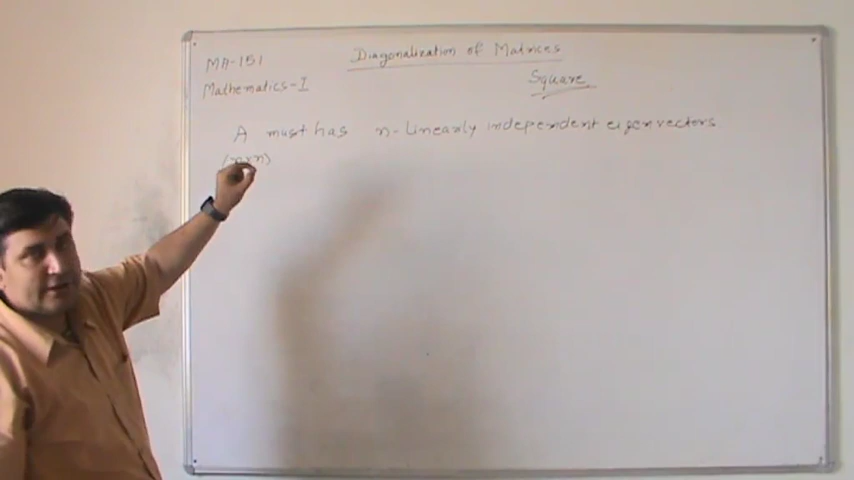 MA-151
Diagonalization of Matrices
Mathematics-I
Square
A must has n-Linearly independent eigenvectors
(n×n)